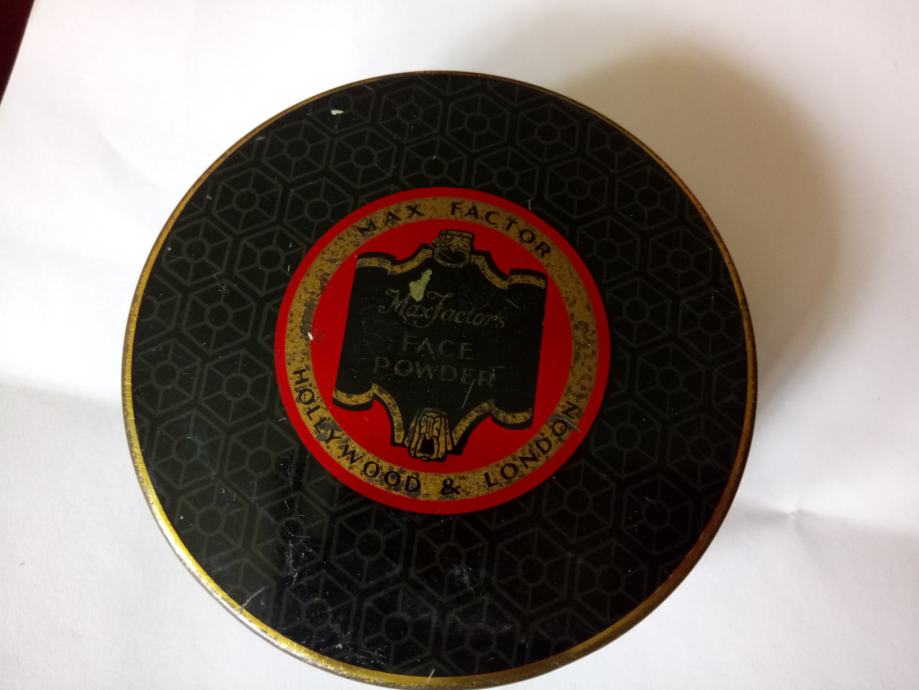 MAX FACTOR
Max Factor's
FACE
POWDER
HOLLYWOOD & LONDON